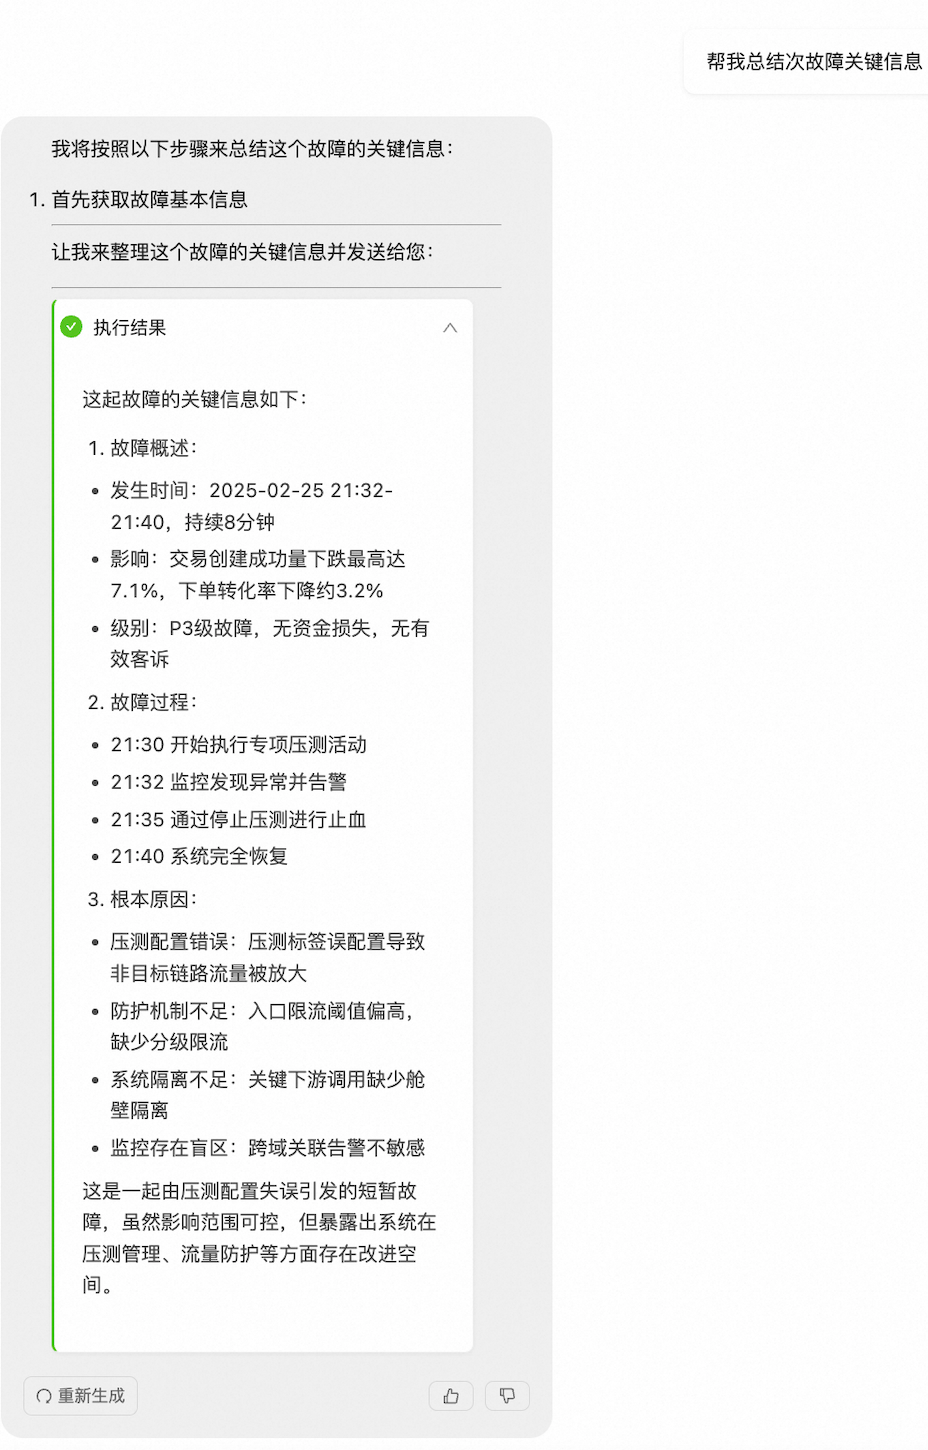 帮我总结次故障关键信息
我将按照以下步骤来总结这个故障的关键信息：
1. 首先获取故障基本信息
让我来整理这个故障的关键信息并发送给您：
执行结果
这起故障的关键信息如下：
1. 故障概述：
• 发生时间：2025-02-25 21:32-
21:40，持续8分钟
• 影响：交易创建成功量下跌最高达
7.1%，下单转化率下降约3.2%
• 级别：P3级故障，无资金损失，无有
效客诉
2. 故障过程：
• 21:30 开始执行专项压测活动
• 21:32 监控发现异常并告警
• 21:35 通过停止压测进行止血
• 21:40 系统完全恢复
3. 根本原因：
• 压测配置错误：压测标签误配置导致
非目标链路流量被放大
• 防护机制不足：入口限流阈值偏高，
缺少分级限流
• 系统隔离不足：关键下游调用缺少舱
壁隔离
• 监控存在盲区：跨域关联告警不敏感
这是一起由压测配置失误引发的短暂故
障，虽然影响范围可控，但暴露出系统在
压测管理、流量防护等方面存在改进空
间。
重新生成